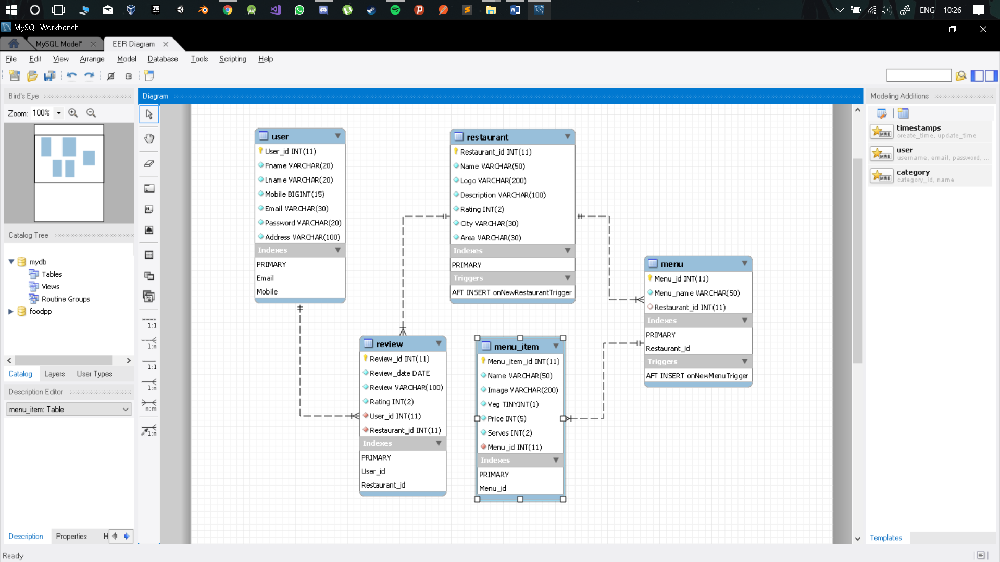 EPIC
GAMES
ENG
10:26
MySQL Workbench
MySQL Model*
EER Diagram
File Edit View Arrange Model Database Tools Scripting Help
Bird's Eye
Zoom: 100%
Catalog Tree
mydb
Tables
Views
Routine Groups
foodpp
Catalog Layers User Types
Description Editor
menu_item: Table
Description Properties H
Ready
Diagram
1:1
1:n
1:1
1:n
n:m
1:n
user
User_id INT(11)
Fname VARCHAR(20)
Lname VARCHAR(20)
Mobile BIGINT(15)
Email VARCHAR(30)
Password VARCHAR(20)
Address VARCHAR(100)
Indexes
PRIMARY
Email
Mobile
restaurant
Restaurant_id INT(11)
Name VARCHAR(50)
Logo VARCHAR(200)
Description VARCHAR(100)
Rating INT(2)
City VARCHAR(30)
Area VARCHAR(30)
Indexes
PRIMARY
Triggers
AFT INSERT onNewRestaurantTrigger
menu
Menu_id INT(11)
Menu_name VARCHAR(50)
Restaurant_id INT(11)
Indexes
PRIMARY
Restaurant_id
Triggers
AFT INSERT onNewMenuTrigger
review
Review_id INT(11)
Review_date DATE
Review VARCHAR(100)
Rating INT(2)
User_id INT(11)
Restaurant_id INT(11)
Indexes
PRIMARY
User_id
Restaurant_id
menu_item
Menu_item_id INT(11)
Name VARCHAR(50)
Image VARCHAR(200)
Veg TINYINT(1)
Price INT(5)
Serves INT(2)
Menu_id INT(11)
Indexes
PRIMARY
Menu_id
Modeling Additions
MWB
timestamps
create_time, update_time
MWB
user
username, email, password, ...
MWB
category
category_id, name
Templates